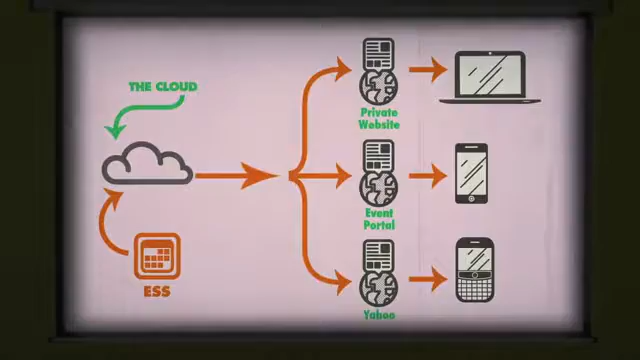 THE CLOUD
ESS
Private
Website
Event
Portal
Yahoo